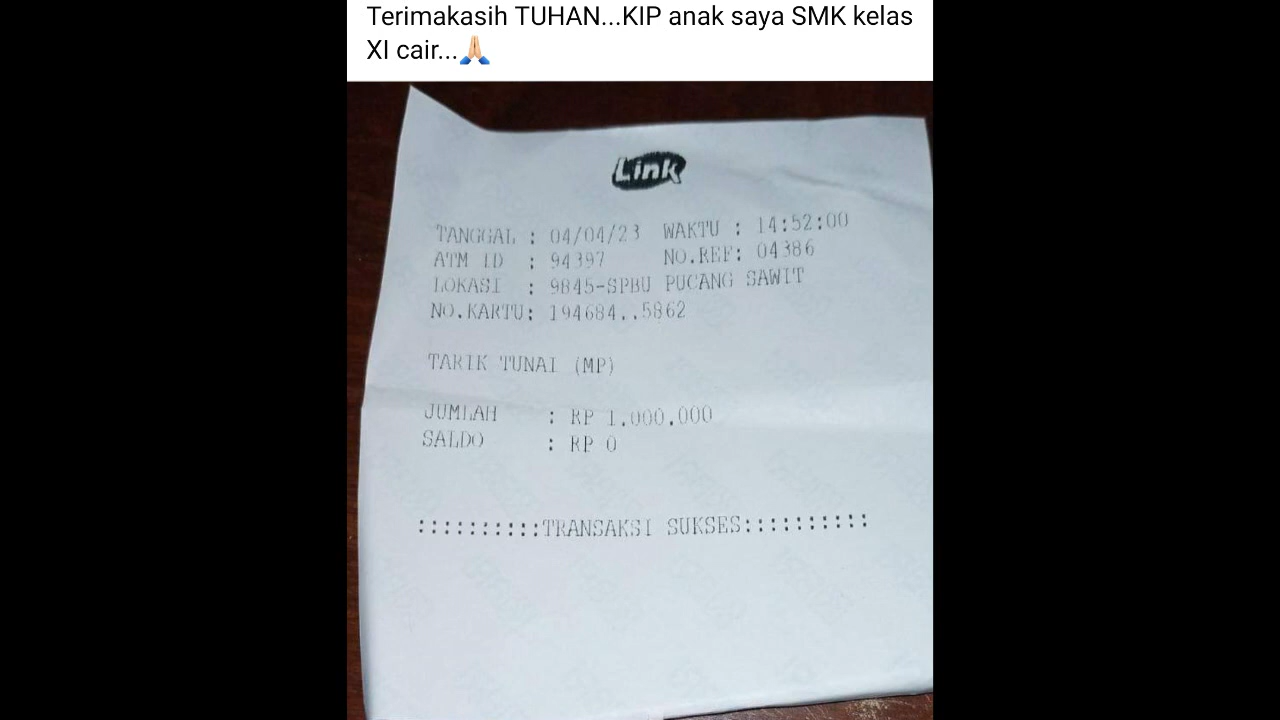 Terimakasih TUHAN...KIP anak saya SMK kelas
XI cair...🙏🏼
Link
TANGGAL : 04/04/23 WAKTU : 14:52:00
ATM ID : 94397 NO.REF: 04386
LOKASI : 9845-SPBU PUCANG SAWIT
NO.KARTU: 194684..5862
TARIK TUNAI (MP)
JUMLAH : RP 1.000.000
SALDO : RP 0
::::::::::TRANSAKSI SUKSES::::::::::